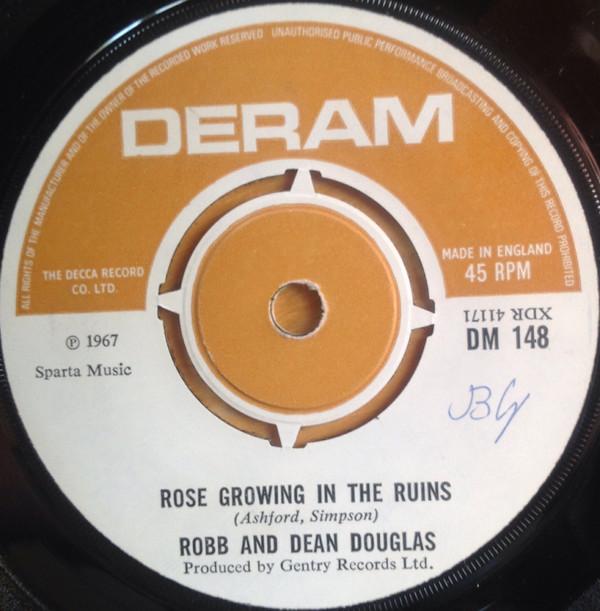 ALL RIGHTS OF THE MANUFACTURER AND OF THE OWNER OF THE RECORDED WORK RESERVED UNAUTHORISED PUBLIC PERFORMANCE BROADCASTING AND COPYING OF THIS RECORD PROHIBITED
DERAM
THE DECCA RECORD
CO. LTD.
MADE IN ENGLAND
45 RPM
℗ 1967
Sparta Music
XDR 41171
DM 148
ROSE GROWING IN THE RUINS
(Ashford, Simpson)
ROBB AND DEAN DOUGLAS
Produced by Gentry Records Ltd.